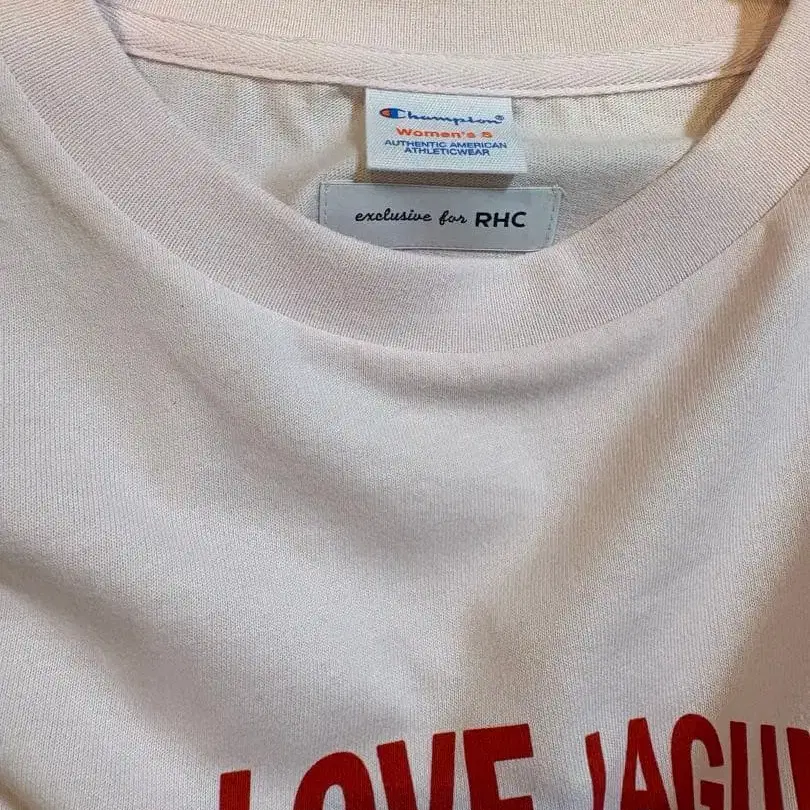 Champion®
Women's S
AUTHENTIC AMERICAN
ATHLETICWEAR
exclusive for RHC
LOVE